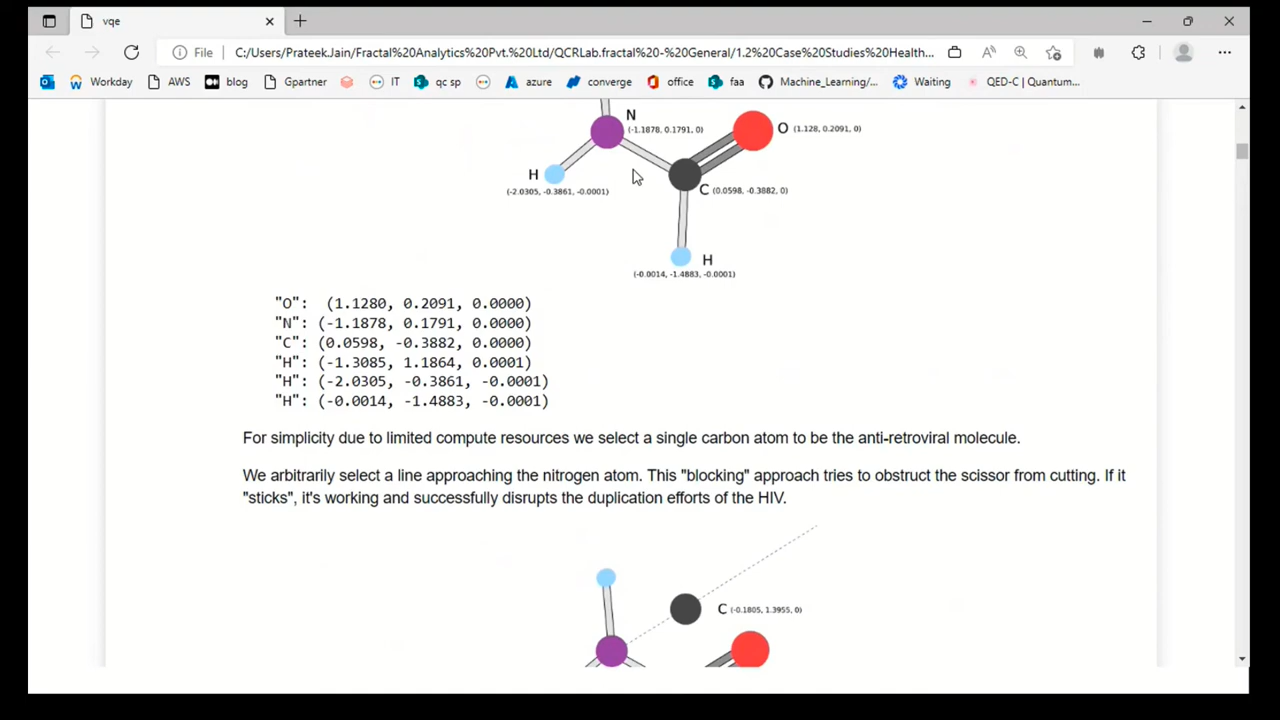 vqe
File
C:/Users/Prateek.Jain/Fractal%20Analytics%20Pvt.%20Ltd/QCRLab.fractal%20-%20General/1.2%20Case%20Studies%20Health...
Workday AWS blog Gpartner IT qc sp azure converge office faa Machine_Learning/... Waiting QED-C | Quantum...
N
(-1.1878, 0.1791, 0)
O (1.128, 0.2091, 0)
H
(-2.0305, -0.3861, -0.0001)
C (0.0598, -0.3882, 0)
H
(-0.0014, -1.4883, -0.0001)
"O": (1.1280, 0.2091, 0.0000)
"N": (-1.1878, 0.1791, 0.0000)
"C": (0.0598, -0.3882, 0.0000)
"H": (-1.3085, 1.1864, 0.0001)
"H": (-2.0305, -0.3861, -0.0001)
"H": (-0.0014, -1.4883, -0.0001)
For simplicity due to limited compute resources we select a single carbon atom to be the anti-retroviral molecule.
We arbitrarily select a line approaching the nitrogen atom. This "blocking" approach tries to obstruct the scissor from cutting. If it
"sticks", it's working and successfully disrupts the duplication efforts of the HIV.
C (-0.1805, 1.3955, 0)